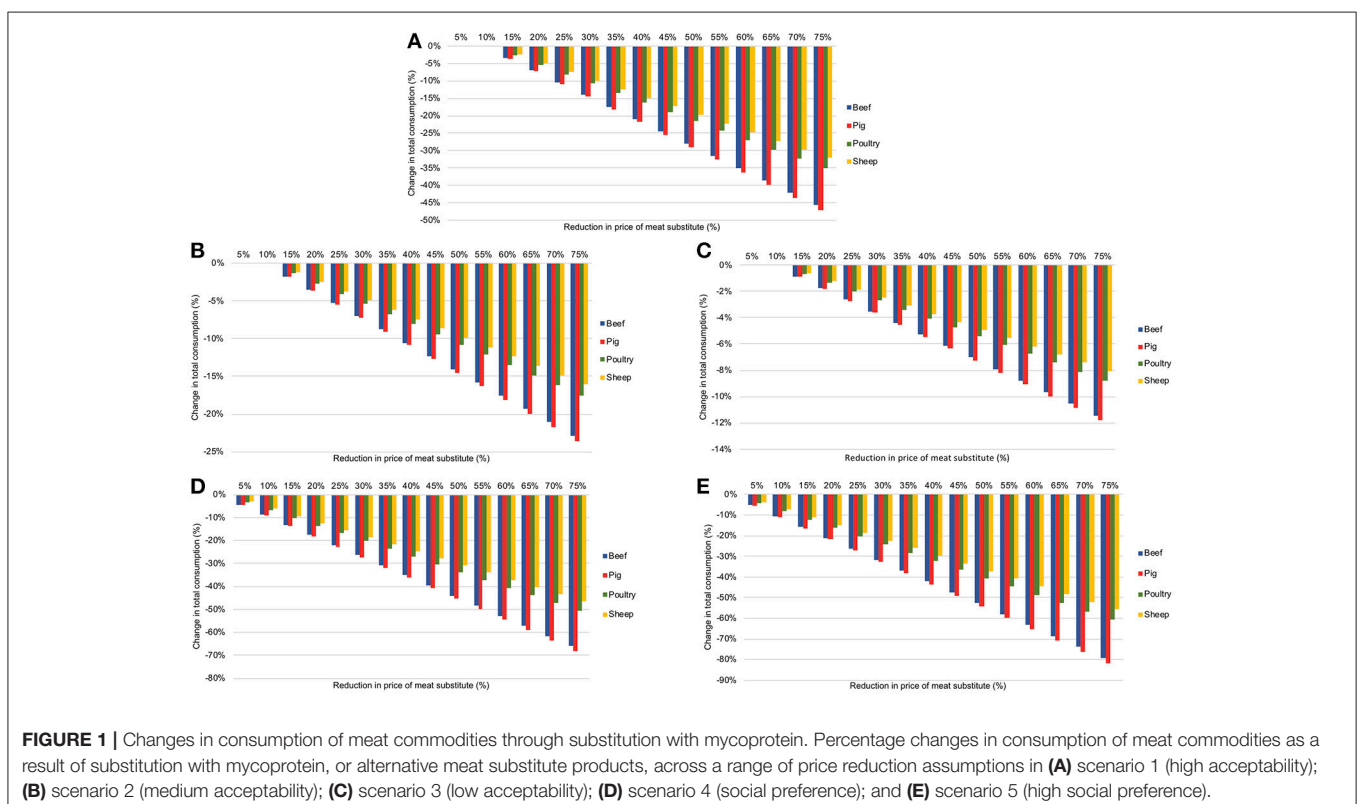 A
5% 10% 15% 20% 25% 30% 35% 40% 45% 50% 55% 60% 65% 70% 75%
0%
-5%
-10%
-15%
-20%
-25%
-30%
-35%
-40%
-45%
-50%
Change in total consumption (%)
Reduction in price of meat substitute (%)
Beef
Pig
Poultry
Sheep
B
5% 10% 15% 20% 25% 30% 35% 40% 45% 50% 55% 60% 65% 70% 75%
0%
-5%
-10%
-15%
-20%
-25%
Change in total consumption (%)
Reduction in price of meat substitute (%)
Beef
Pig
Poultry
Sheep
C
5% 10% 15% 20% 25% 30% 35% 40% 45% 50% 55% 60% 65% 70% 75%
0%
-2%
-4%
-6%
-8%
-10%
-12%
-14%
Change in total consumption (%)
Reduction in price of meat substitute (%)
Beef
Pig
Poultry
Sheep
D
5% 10% 15% 20% 25% 30% 35% 40% 45% 50% 55% 60% 65% 70% 75%
0%
-10%
-20%
-30%
-40%
-50%
-60%
-70%
-80%
Change in total consumption (%)
Reduction in price of meat substitute (%)
Beef
Pig
Poultry
Sheep
E
5% 10% 15% 20% 25% 30% 35% 40% 45% 50% 55% 60% 65% 70% 75%
0%
-10%
-20%
-30%
-40%
-50%
-60%
-70%
-80%
-90%
Change in total consumption (%)
Reduction in price of meat substitute (%)
Beef
Pig
Poultry
Sheep
FIGURE 1 | Changes in consumption of meat commodities through substitution with mycoprotein. Percentage changes in consumption of meat commodities as a
result of substitution with mycoprotein, or alternative meat substitute products, across a range of price reduction assumptions in (A) scenario 1 (high acceptability);
(B) scenario 2 (medium acceptability); (C) scenario 3 (low acceptability); (D) scenario 4 (social preference); and (E) scenario 5 (high social preference).